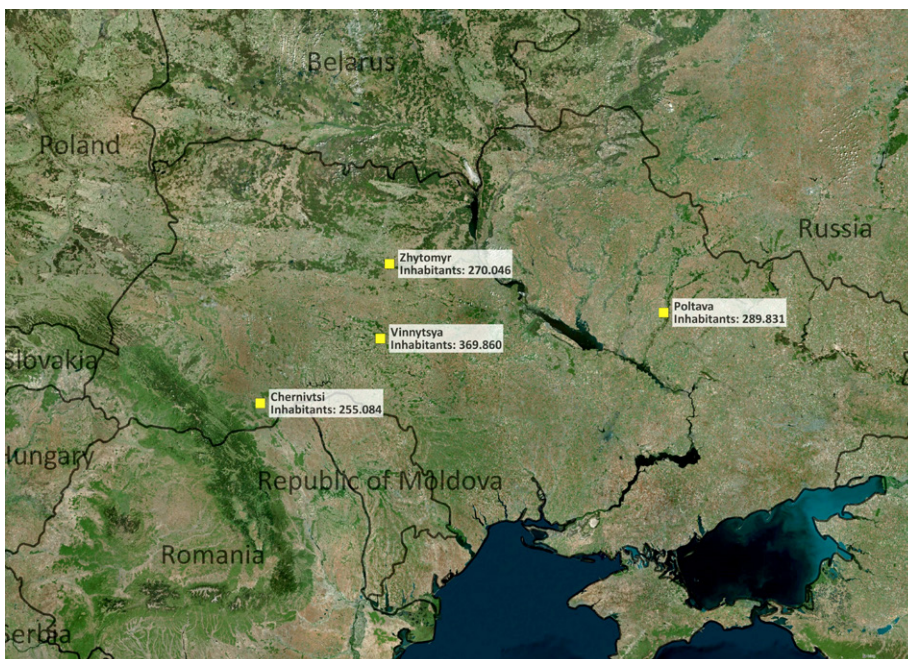 Belarus
Poland
Russia
Zhytomyr
Inhabitants: 270.046
Poltava
Inhabitants: 289.831
Vinnytsya
Inhabitants: 369.860
Slovakia
Chernivtsi
Inhabitants: 255.084
Hungary
Republic of Moldova
Romania
Serbia